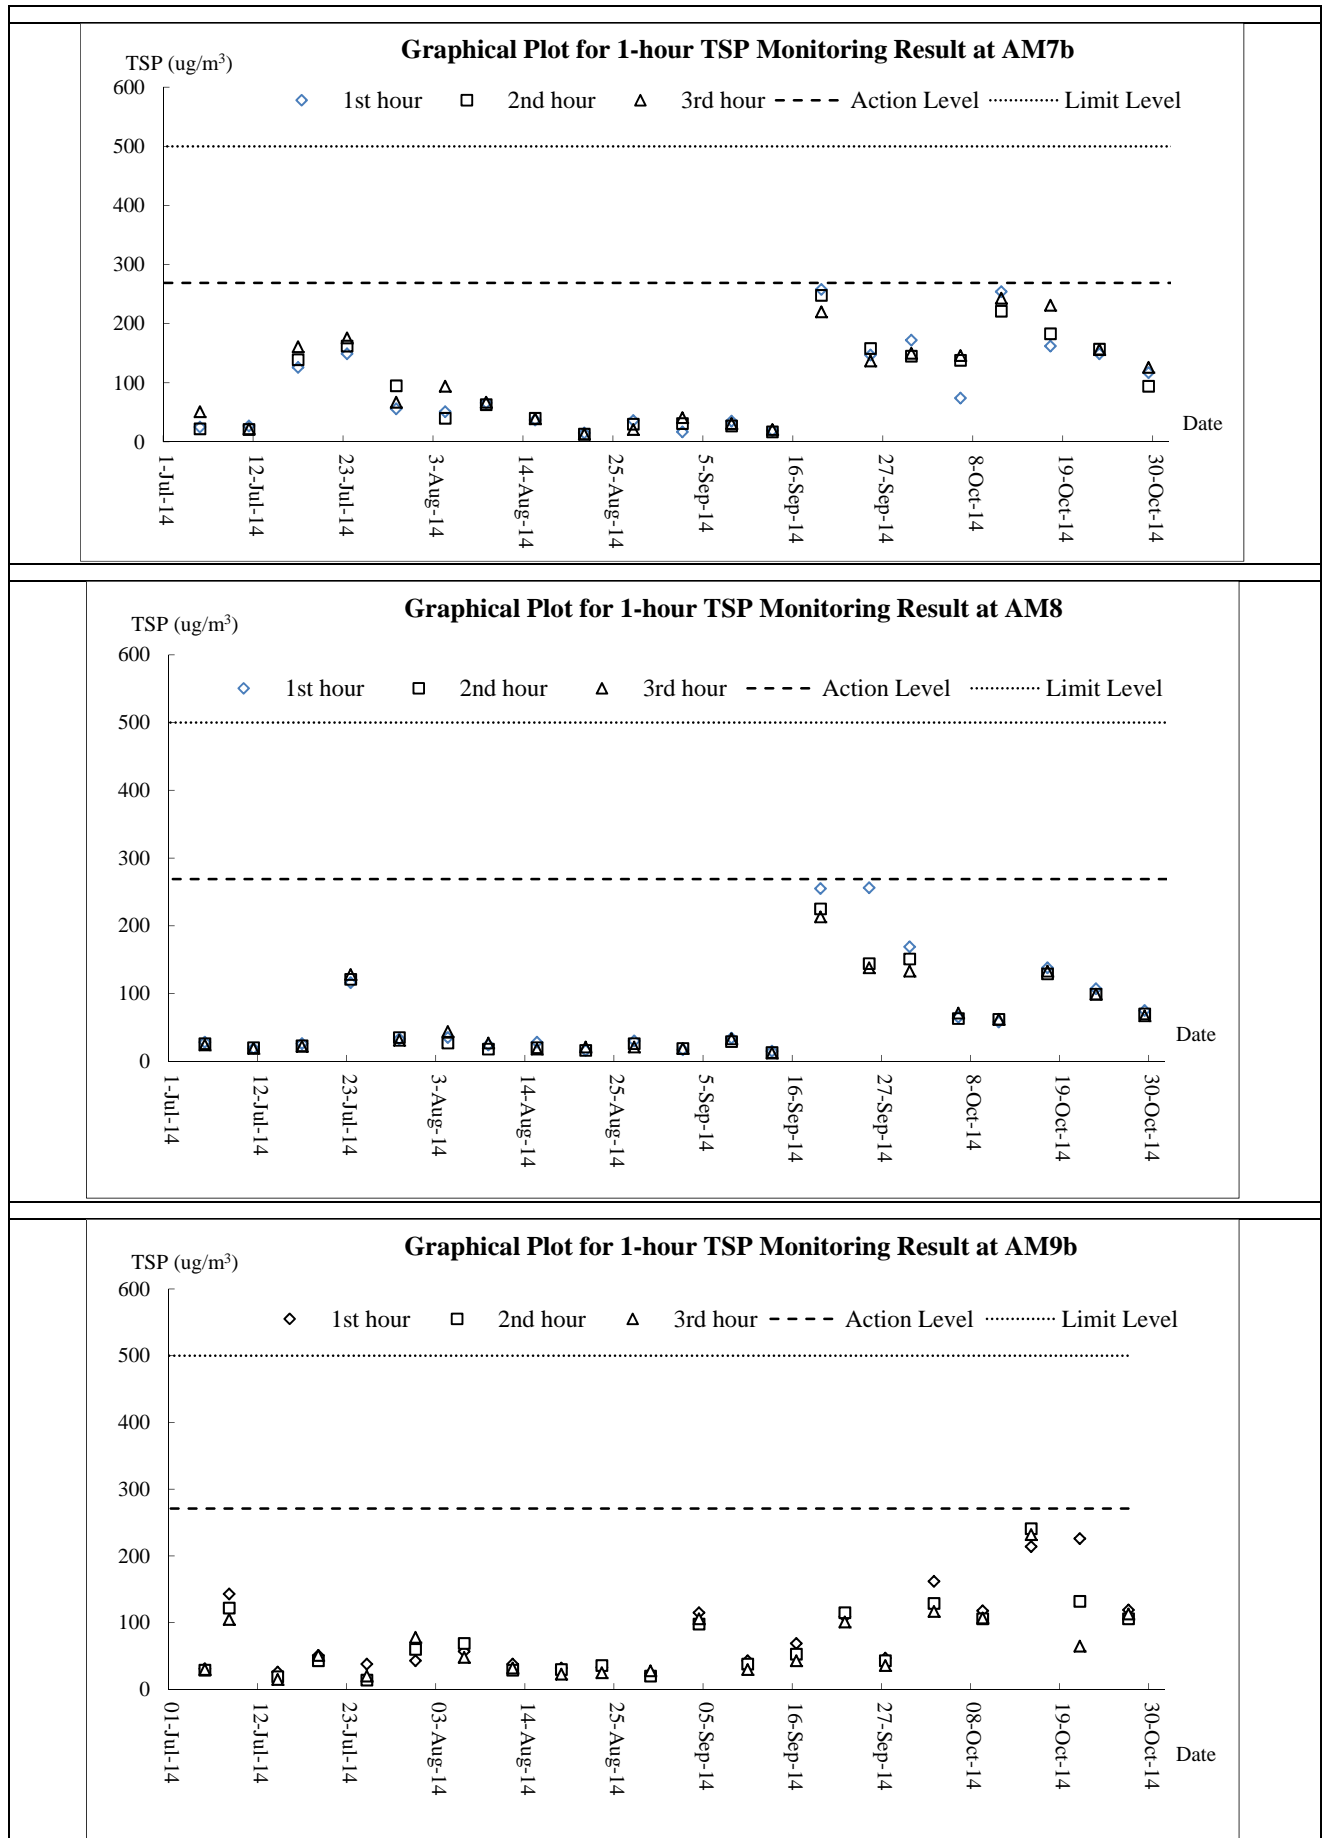 Graphical Plot for 1-hour TSP Monitoring Result at AM7b
TSP (ug/m³)
1st hour 2nd hour 3rd hour Action Level Limit Level
600
500
400
300
200
100
0
Date
1-Jul-14 12-Jul-14 23-Jul-14 3-Aug-14 14-Aug-14 25-Aug-14 5-Sep-14 16-Sep-14 27-Sep-14 8-Oct-14 19-Oct-14 30-Oct-14
Graphical Plot for 1-hour TSP Monitoring Result at AM8
TSP (ug/m³)
600
1st hour 2nd hour 3rd hour Action Level Limit Level
500
400
300
200
100
0
Date
1-Jul-14 12-Jul-14 23-Jul-14 3-Aug-14 14-Aug-14 25-Aug-14 5-Sep-14 16-Sep-14 27-Sep-14 8-Oct-14 19-Oct-14 30-Oct-14
Graphical Plot for 1-hour TSP Monitoring Result at AM9b
TSP (ug/m³)
600
1st hour 2nd hour 3rd hour Action Level Limit Level
500
400
300
200
100
0
01-Jul-14 12-Jul-14 23-Jul-14 03-Aug-14 14-Aug-14 25-Aug-14 05-Sep-14 16-Sep-14 27-Sep-14 08-Oct-14 19-Oct-14 30-Oct-14
Date